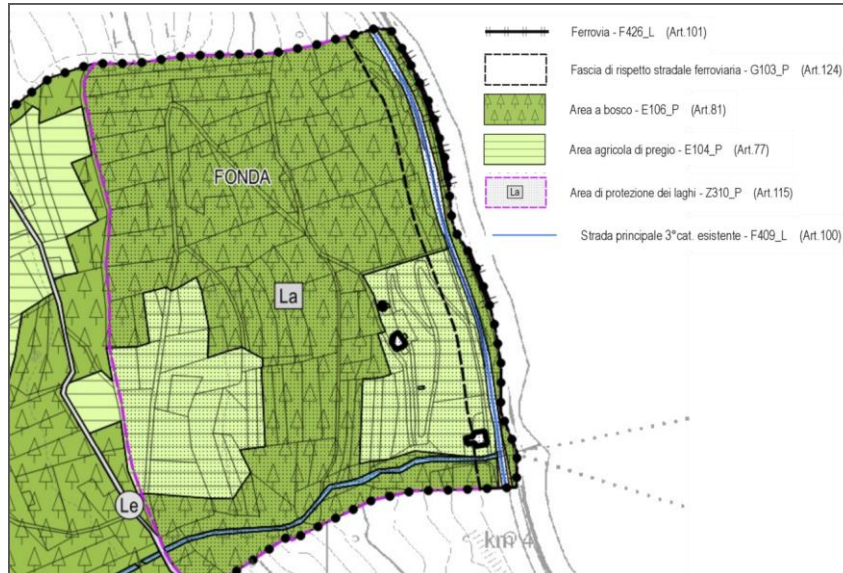 Ferrovia - F426_L (Art.101)
Fascia di rispetto stradale ferroviaria - G103_P (Art.124)
Area a bosco - E106_P (Art.81)
Area agricola di pregio - E104_P (Art.77)
La
Area di protezione dei laghi - Z310_P (Art.115)
Strada principale 3°cat. esistente - F409_L (Art.100)
FONDA
La
Le
km 4